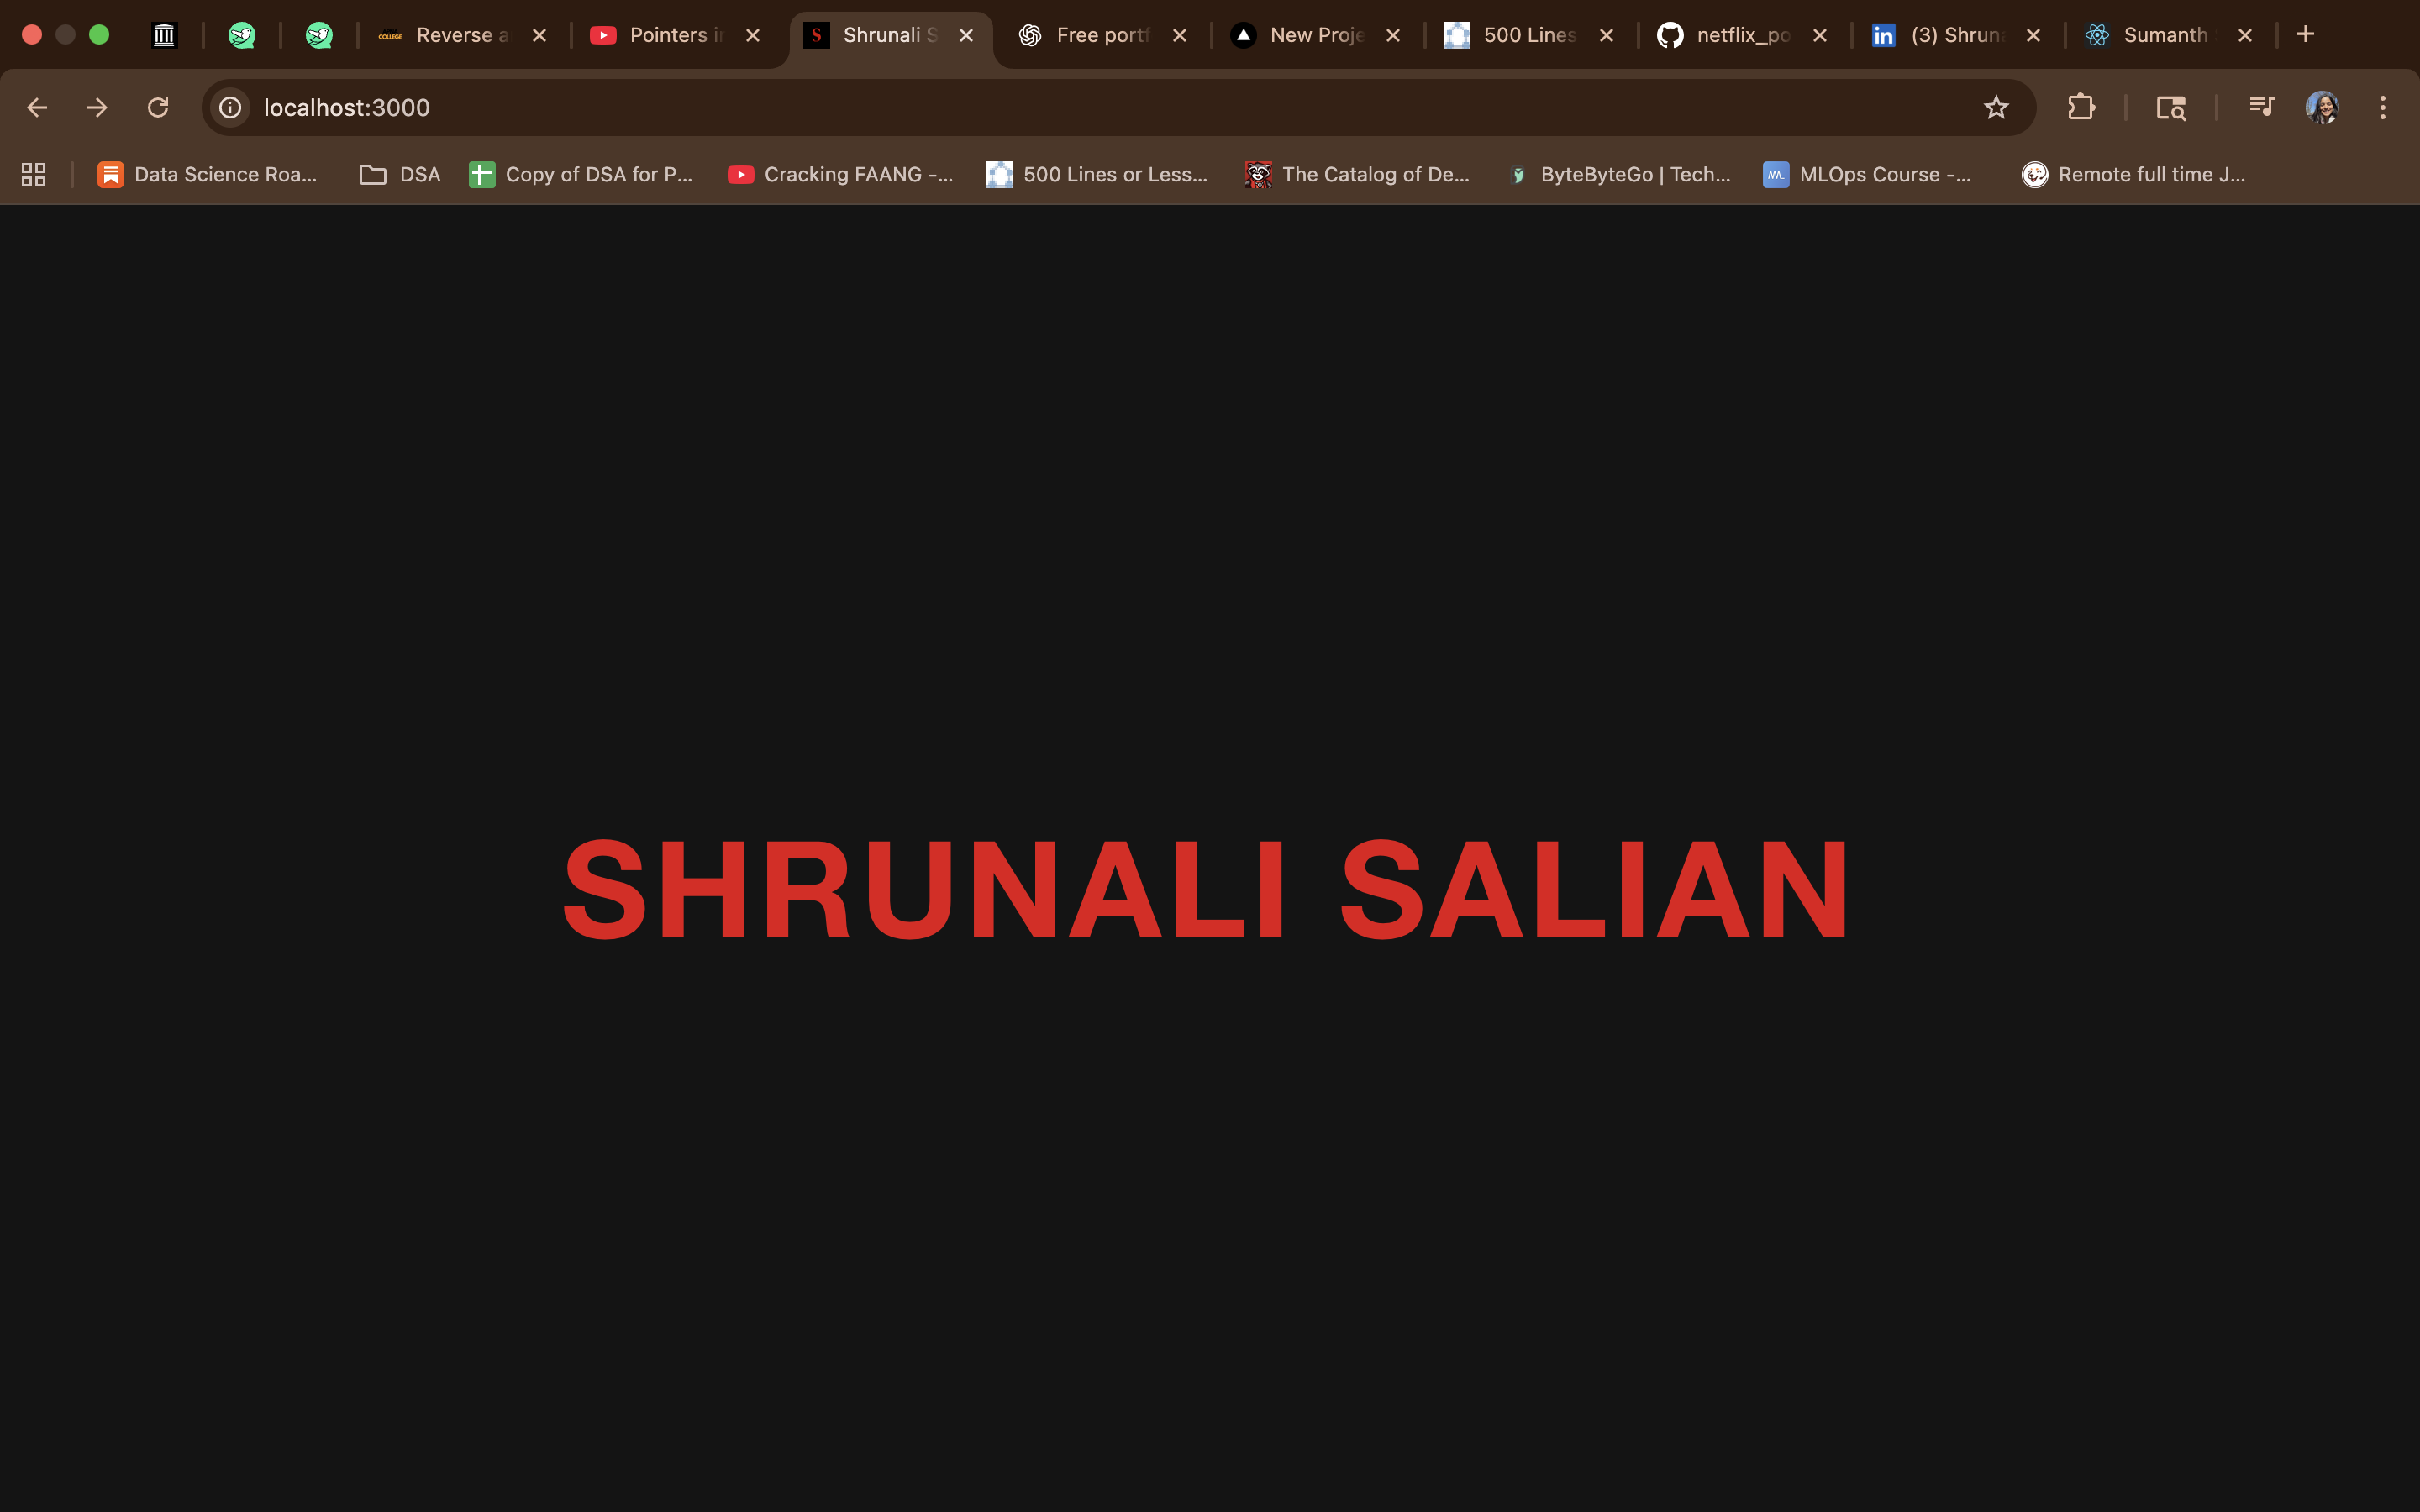 Reverse a
Pointers in
S
Shrunali S
Free portf
New Proje
500 Lines
netflix_po
(3) Shruna
Sumanth
localhost:3000
Data Science Roa...
DSA
Copy of DSA for P...
Cracking FAANG -...
500 Lines or Less...
The Catalog of De...
ByteByteGo | Tech...
MLOps Course -...
Remote full time J...
SHRUNALI SALIAN